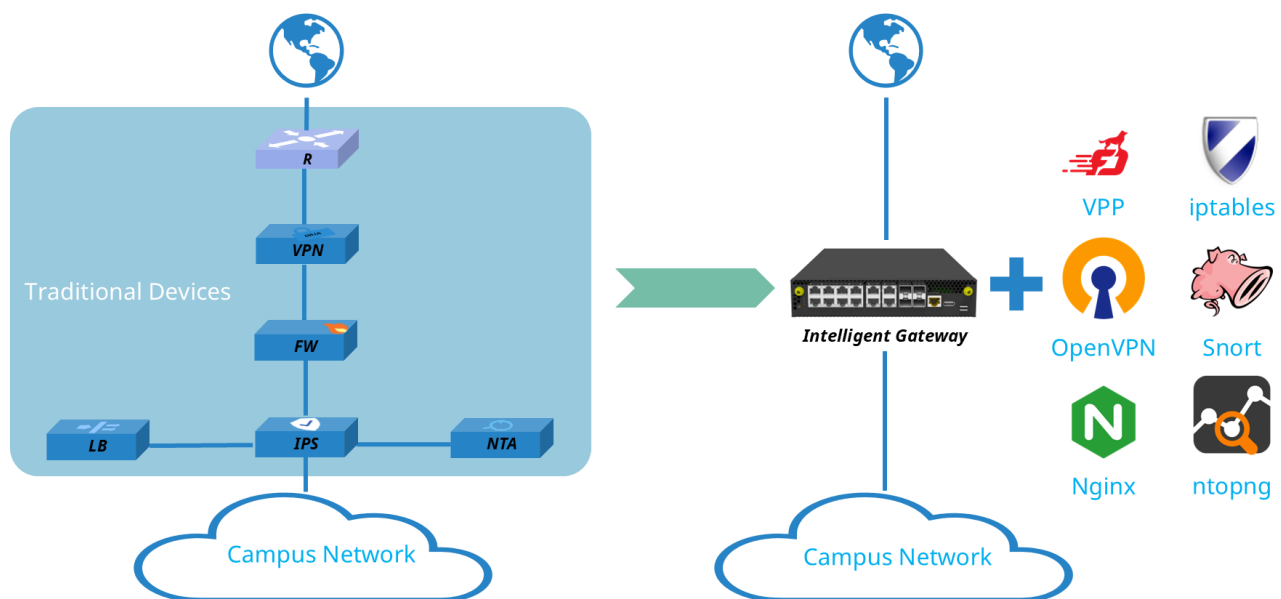 R
VPN
Traditional Devices
FW
LB
IPS
NTA
Campus Network
Intelligent Gateway
VPP
iptables
OpenVPN
Snort
Nginx
ntopng
Campus Network